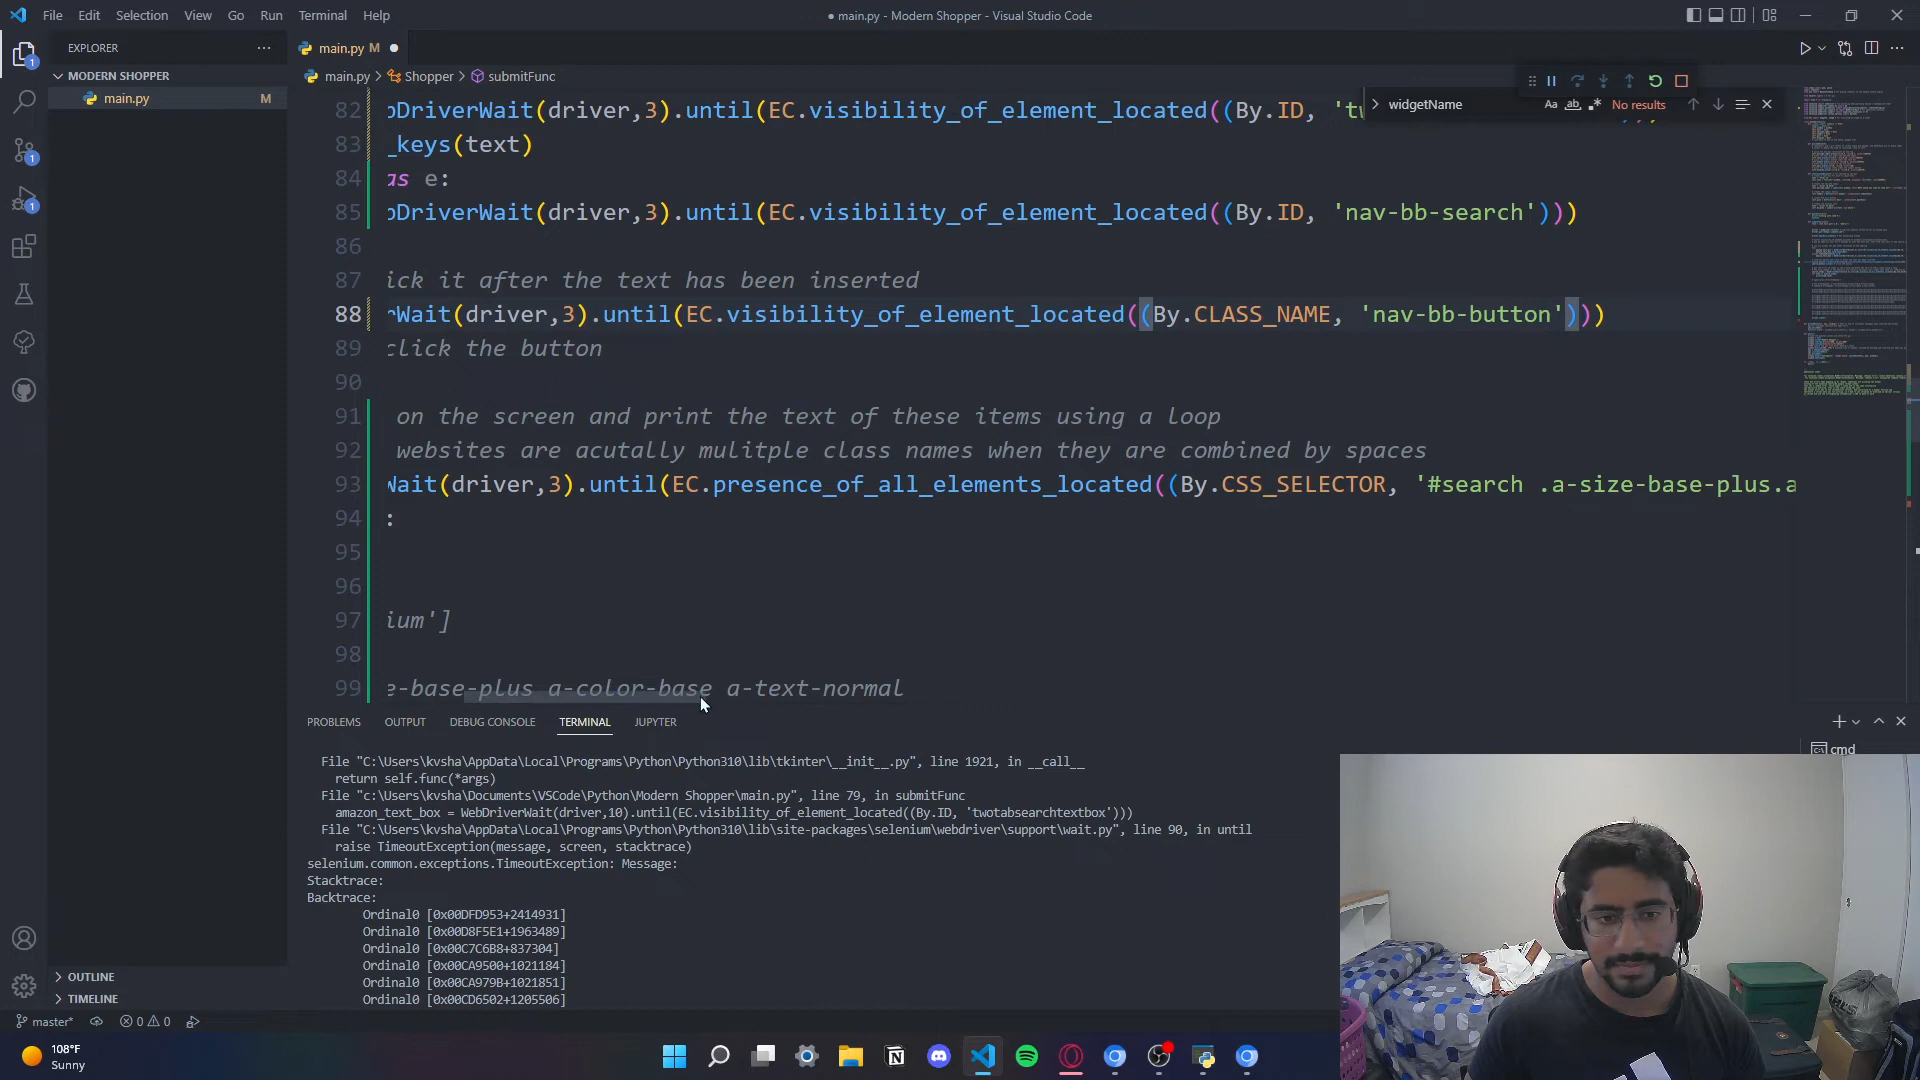 File Edit Selection View Go Run Terminal Help
● main.py - Modern Shopper - Visual Studio Code
EXPLORER
MODERN SHOPPER
main.py M
1
1
1
main.py M
main.py > Shopper > submitFunc
widgetName
Aa ab .* No results
82 bDriverWait(driver,3).until(EC.visibility_of_element_located((By.ID, 'tw
83 _keys(text)
84 as e:
85 bDriverWait(driver,3).until(EC.visibility_of_element_located((By.ID, 'nav-bb-search')))
86
87 ick it after the text has been inserted
88 rWait(driver,3).until(EC.visibility_of_element_located((By.CLASS_NAME, 'nav-bb-button')))
89 click the button
90
91 on the screen and print the text of these items using a loop
92 websites are acutally mulitple class names when they are combined by spaces
93 Wait(driver,3).until(EC.presence_of_all_elements_located((By.CSS_SELECTOR, '#search .a-size-base-plus.a
94 :
95
96
97 ium']
98
99 e-base-plus a-color-base a-text-normal
PROBLEMS OUTPUT DEBUG CONSOLE TERMINAL JUPYTER
cmd
File "C:\Users\kvsha\AppData\Local\Programs\Python\Python310\lib\tkinter\__init__.py", line 1921, in __call__
return self.func(*args)
File "c:\Users\kvsha\Documents\VSCode\Python\Modern Shopper\main.py", line 79, in submitFunc
amazon_text_box = WebDriverWait(driver,10).until(EC.visibility_of_element_located((By.ID, 'twotabsearchtextbox')))
File "C:\Users\kvsha\AppData\Local\Programs\Python\Python310\lib\site-packages\selenium\webdriver\support\wait.py", line 90, in until
raise TimeoutException(message, screen, stacktrace)
selenium.common.exceptions.TimeoutException: Message:
Stacktrace:
Backtrace:
Ordinal0 [0x00DFD953+2414931]
Ordinal0 [0x00D8F5E1+1963489]
Ordinal0 [0x00C7C6B8+837304]
Ordinal0 [0x00CA9500+1021184]
Ordinal0 [0x00CA979B+1021851]
Ordinal0 [0x00CD6502+1205506]
OUTLINE
TIMELINE
master* 0 0
108°F
Sunny